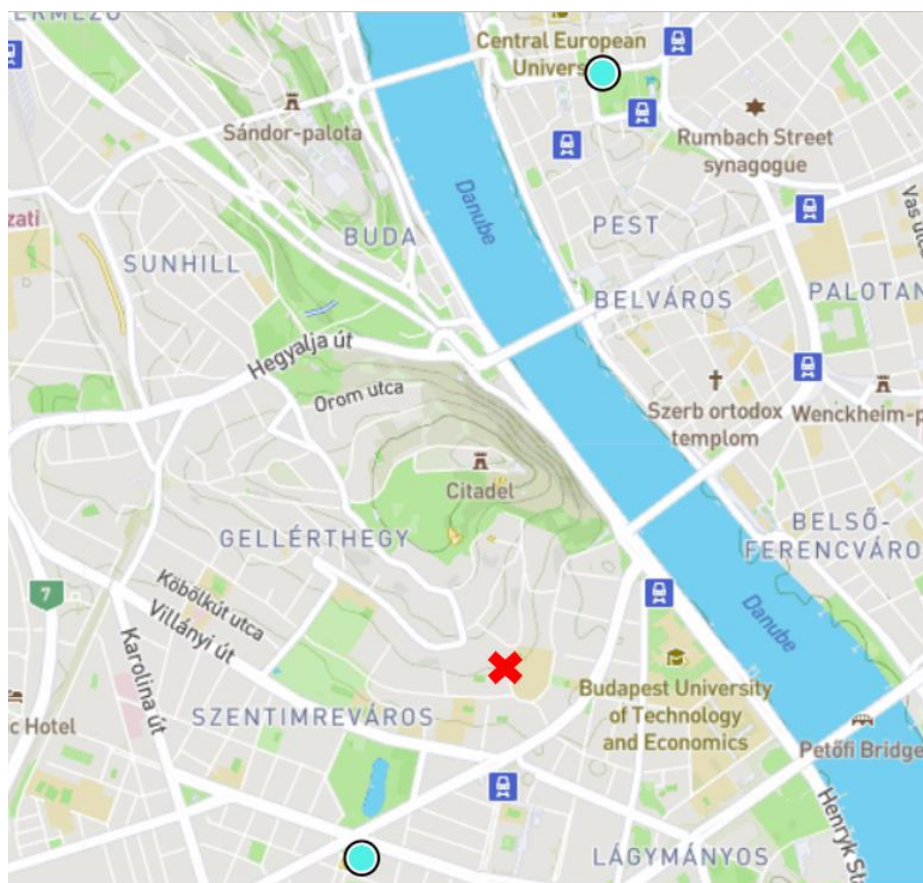 Central European
Univers
Sándor-palota
Rumbach Street
synagogue
Danube
Vas
zati
BUDA
PEST
SUNHILL
BELVÁROS
PALOTAN
Hegyalja út
Orom utca
Szerb ortodox
templom
Wenckheim-p
Citadel
GELLÉRTHEGY
BELSŐ-
FERENCVÁRO
7
Köbölkút utca
Villányi út
Karolina út
Danube
Budapest University
of Technology
and Economics
SZENTIMREVÁROS
c Hotel
Petőfi Bridge
Henryk
LÁGYMÁNYOS